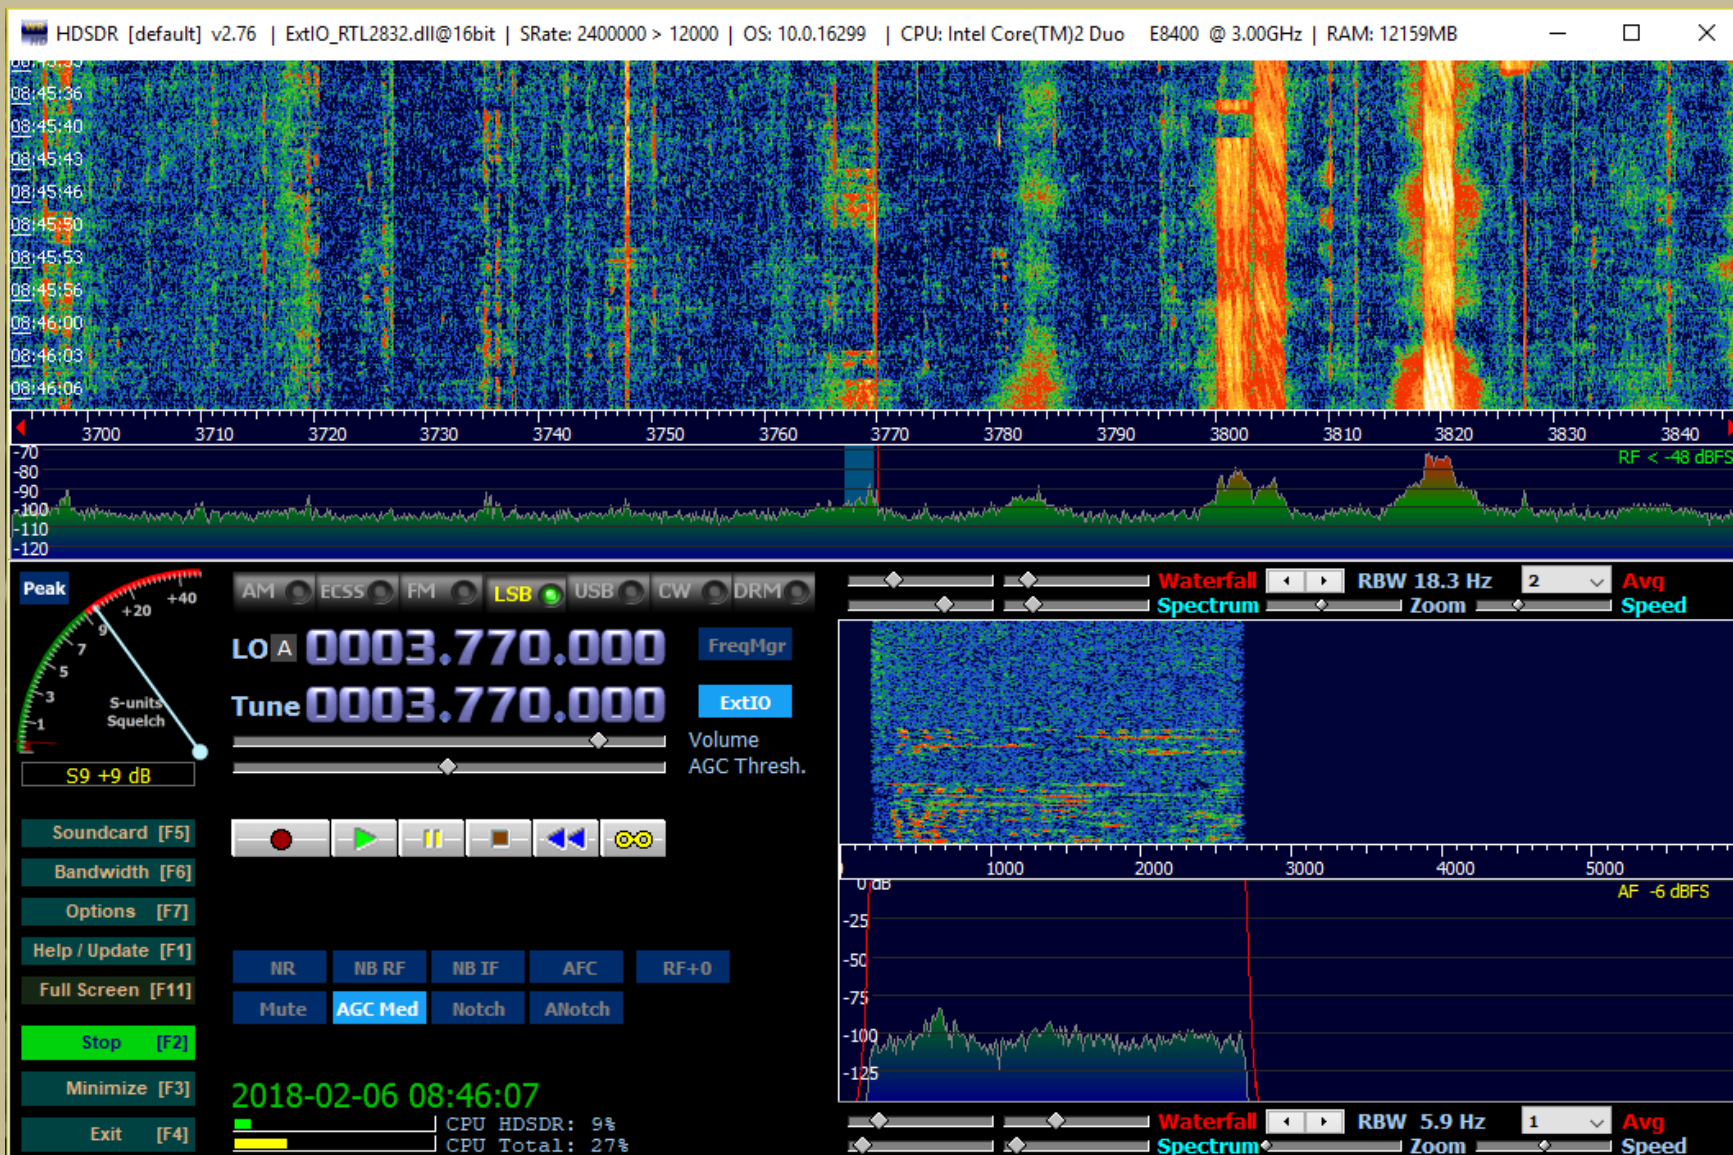 HDSDR [default] v2.76 | ExtIO_RTL2832.dll@16bit | SRate: 2400000 > 12000 | OS: 10.0.16299 | CPU: Intel Core(TM)2 Duo E8400 @ 3.00GHz | RAM: 12159MB
08:45:36
08:45:40
08:45:43
08:45:46
08:45:50
08:45:53
08:45:56
08:46:00
08:46:03
08:46:06
3700 3710 3720 3730 3740 3750 3760 3770 3780 3790 3800 3810 3820 3830 3840
-70 RF < -48 dBFS
-80
-90
-100
-110
-120
Peak
1 3 5 7 9 +20 +40
S-units
Squelch
S9 +9 dB
AM ECSS FM LSB USB CW DRM
LO A 0003.770.000 FreqMgr
Tune 0003.770.000 ExtIO
Volume
AGC Thresh.
Soundcard [F5]
Bandwidth [F6]
Options [F7]
Help / Update [F1]
Full Screen [F11]
Stop [F2]
Minimize [F3]
Exit [F4]
NR NB RF NB IF AFC RF+0
Mute AGC Med Notch ANotch
2018-02-06 08:46:07
CPU HDSDR: 9%
CPU Total: 27%
Waterfall RBW 18.3 Hz 2 Avg
Spectrum Zoom Speed
1000 2000 3000 4000 5000
0 dB AF -6 dBFS
-25
-50
-75
-100
-125
Waterfall RBW 5.9 Hz 1 Avg
Spectrum Zoom Speed